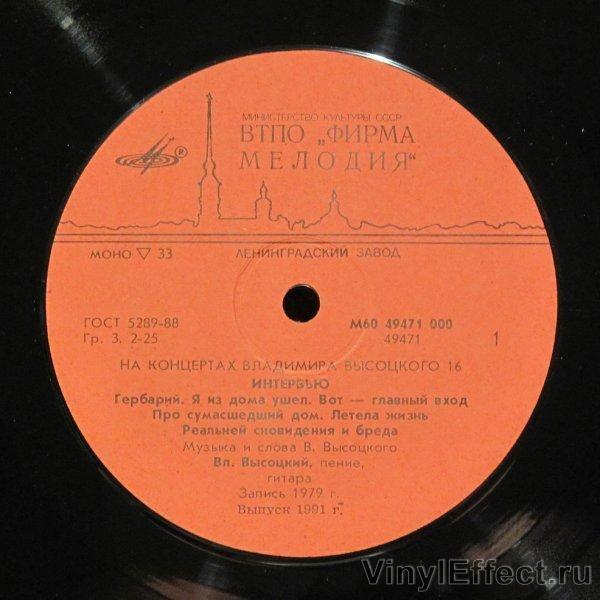 МИНИСТЕРСТВО КУЛЬТУРЫ СССР
ВТПО „ФИРМА
МЕЛОДИЯ“
®
МОНО ▽ 33 ЛЕНИНГРАДСКИЙ ЗАВОД
ГОСТ 5289-88 М60 49471 000
Гр. 3. 2-25 49471 1
НА КОНЦЕРТАХ ВЛАДИМИРА ВЫСОЦКОГО 16
ИНТЕРВЬЮ
Гербарий. Я из дома ушел. Вот — главный вход
Про сумасшедший дом. Летела жизнь
Реальней сновидения и бреда
Музыка и слова В. Высоцкого
Вл. Высоцкий, пение,
гитара
Запись 1979 г.
Выпуск 1991 г.
VinylEffect.ru